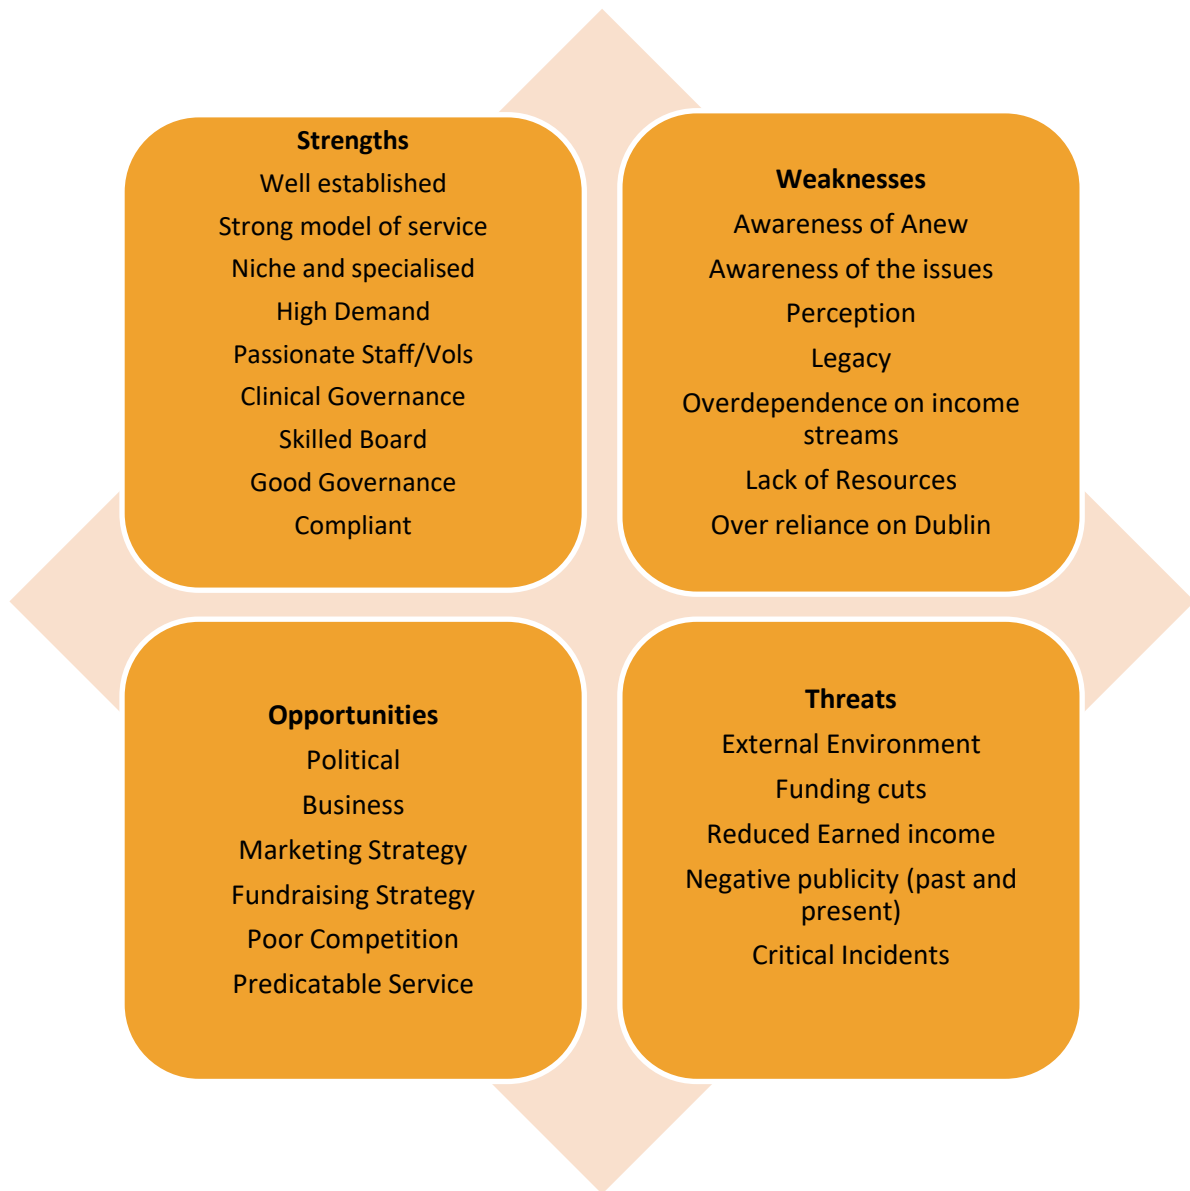 Strengths
Well established
Strong model of service
Niche and specialised
High Demand
Passionate Staff/Vols
Clinical Governance
Skilled Board
Good Governance
Compliant
Weaknesses
Awareness of Anew
Awareness of the issues
Perception
Legacy
Overdependence on income
streams
Lack of Resources
Over reliance on Dublin
Opportunities
Political
Business
Marketing Strategy
Fundraising Strategy
Poor Competition
Predicatable Service
Threats
External Environment
Funding cuts
Reduced Earned income
Negative publicity (past and
present)
Critical Incidents